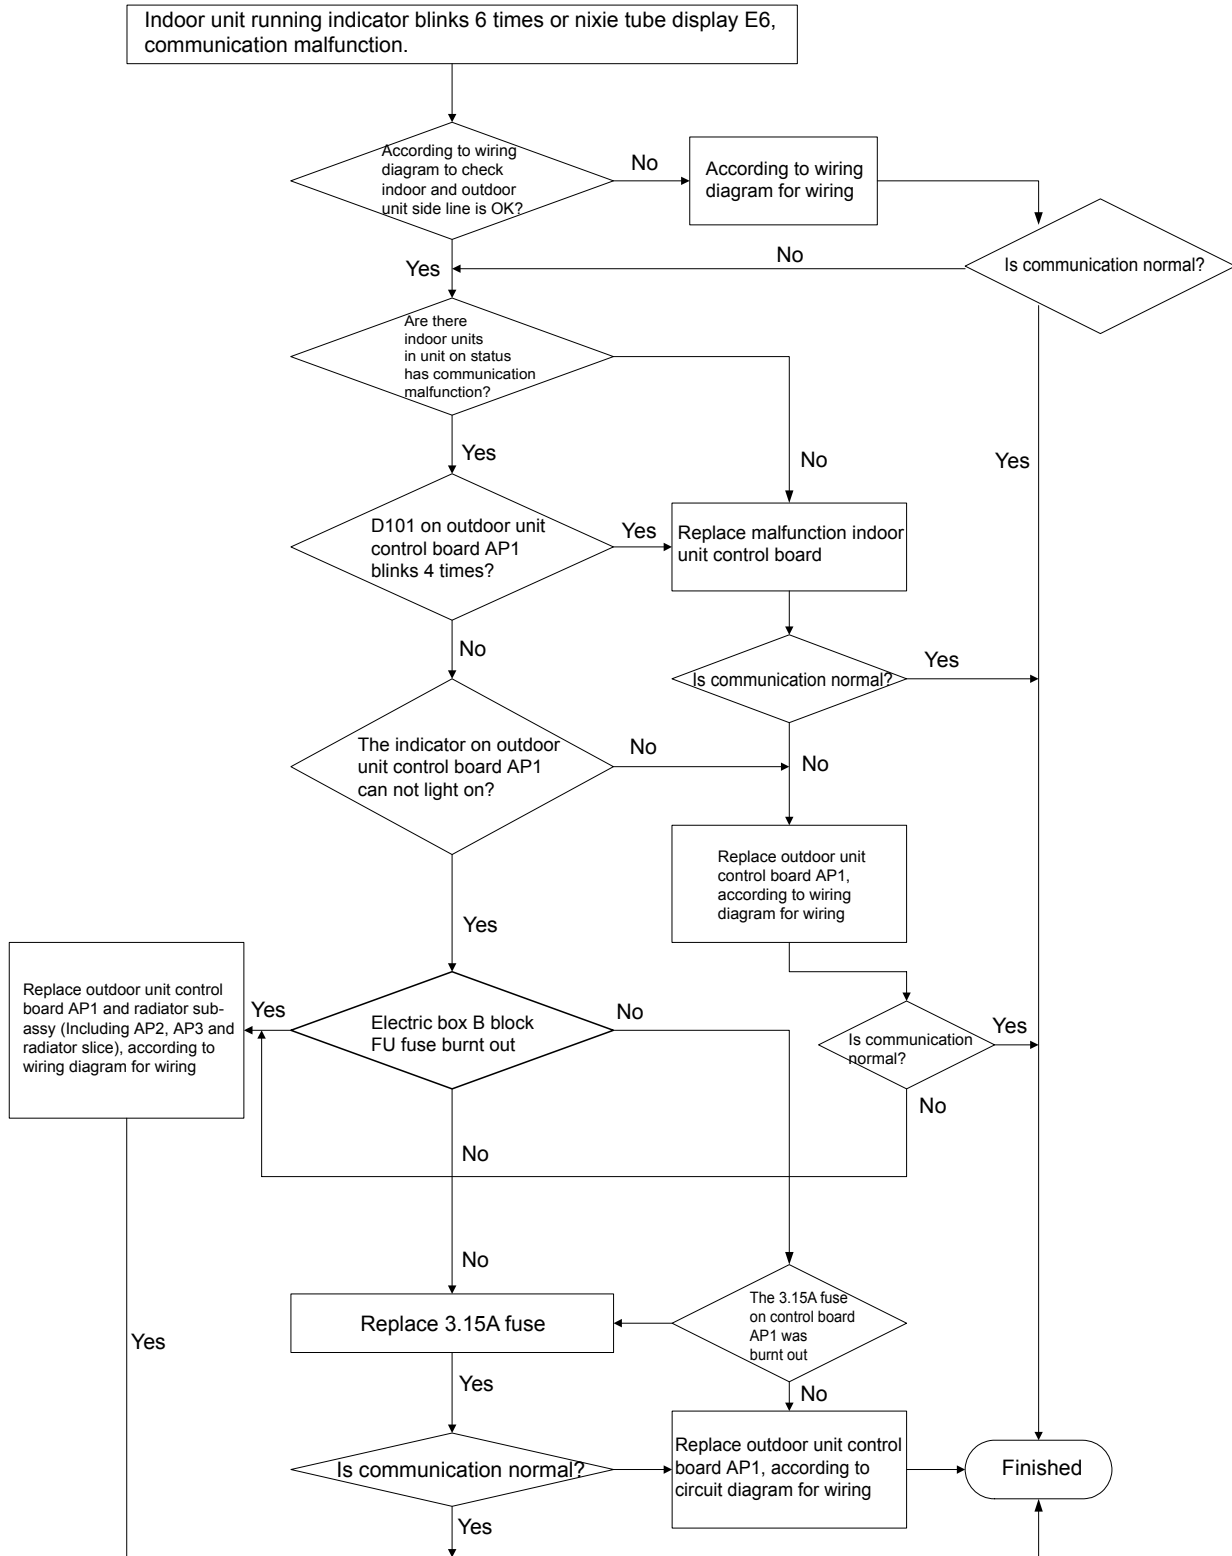 Indoor unit running indicator blinks 6 times or nixie tube display E6,
communication malfunction.
According to wiring
diagram to check
indoor and outdoor
unit side line is OK?
No
According to wiring
diagram for wiring
Yes
No
Is communication normal?
Are there
indoor units
in unit on status
has communication
malfunction?
Yes
No
Yes
D101 on outdoor unit
control board AP1
blinks 4 times?
Yes
Replace malfunction indoor
unit control board
No
Is communication normal?
Yes
The indicator on outdoor
unit control board AP1
can not light on?
No
No
Replace outdoor unit
control board AP1,
according to wiring
diagram for wiring
Yes
Replace outdoor unit control
board AP1 and radiator sub-
assy (Including AP2, AP3 and
radiator slice), according to
wiring diagram for wiring
Yes
Electric box B block
FU fuse burnt out
No
Is communication
normal?
Yes
No
No
No
No
Replace 3.15A fuse
The 3.15A fuse
on control board
AP1 was
burnt out
Yes
Yes
No
Is communication normal?
Replace outdoor unit control
board AP1, according to
circuit diagram for wiring
Finished
Yes